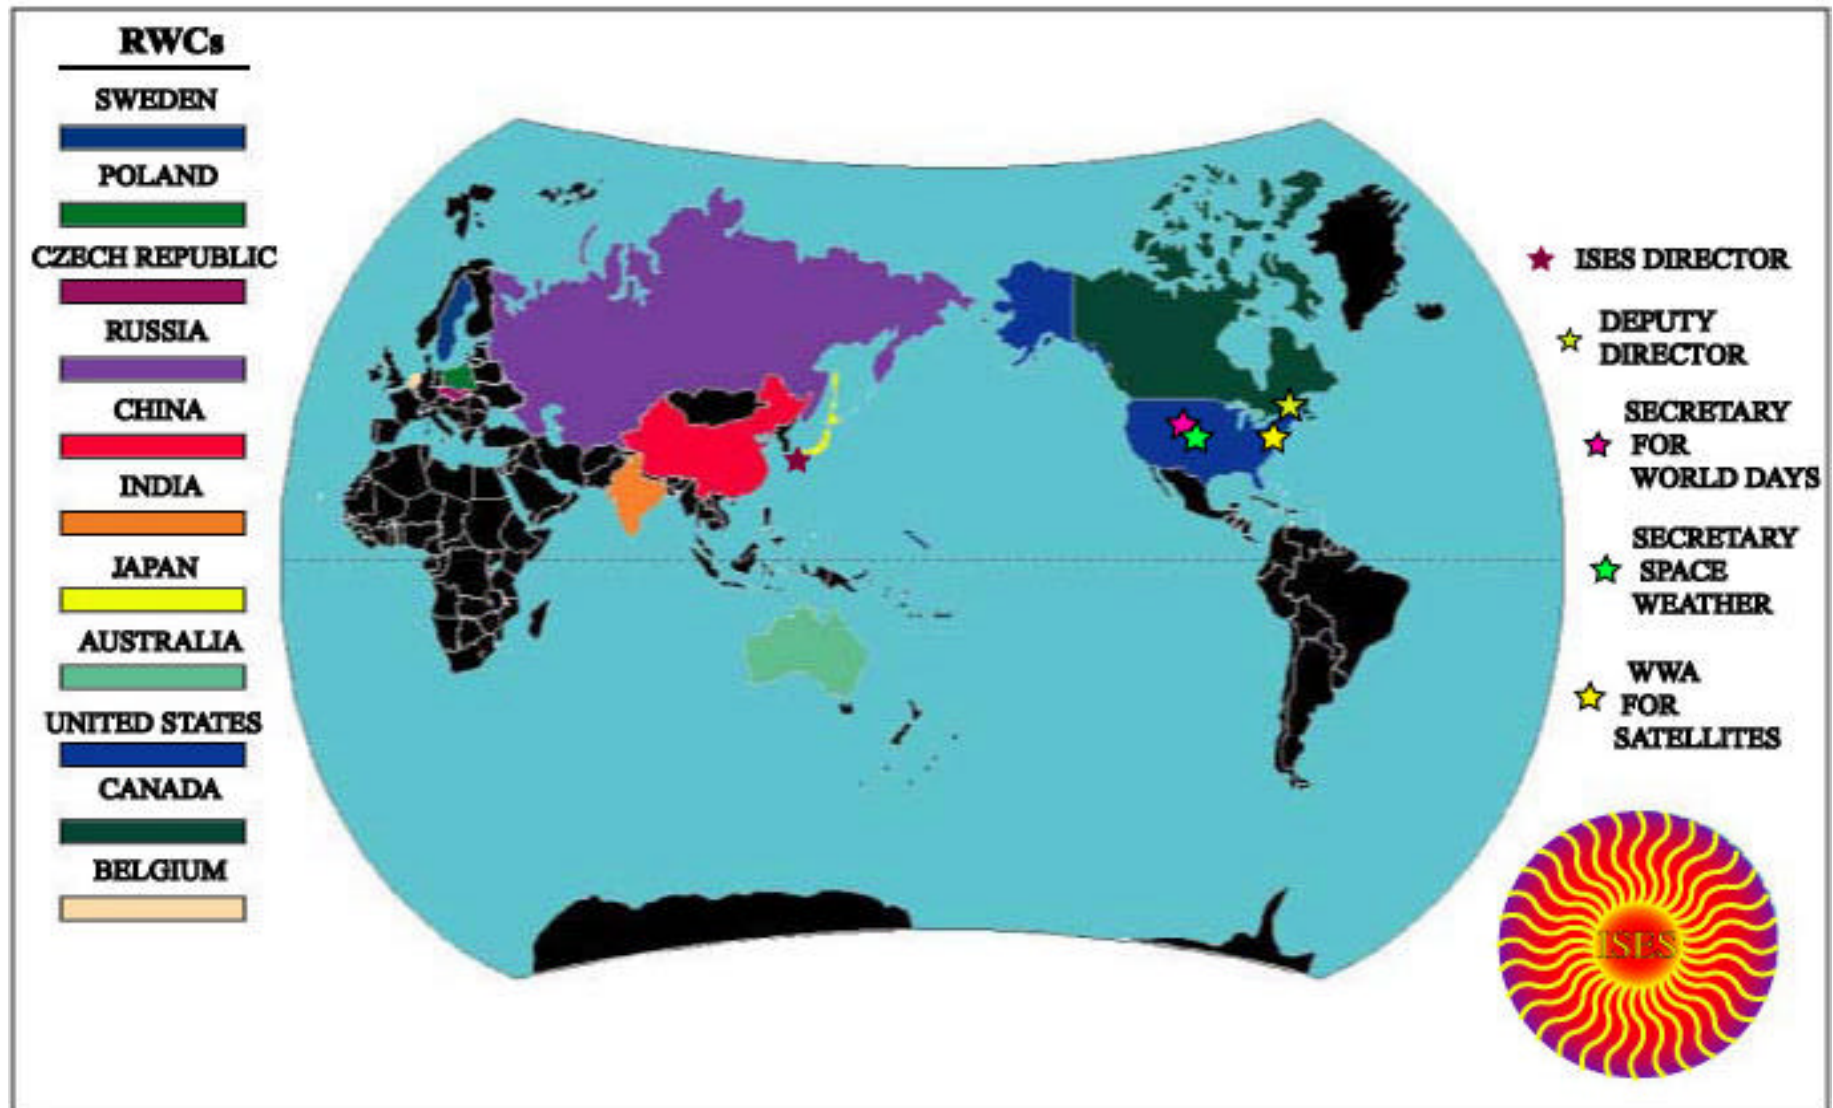 RWCs
SWEDEN
POLAND
CZECH REPUBLIC
RUSSIA
CHINA
INDIA
JAPAN
AUSTRALIA
UNITED STATES
CANADA
BELGIUM
ISES DIRECTOR
DEPUTY
DIRECTOR
SECRETARY
FOR
WORLD DAYS
SECRETARY
SPACE
WEATHER
WWA
FOR
SATELLITES
ISES